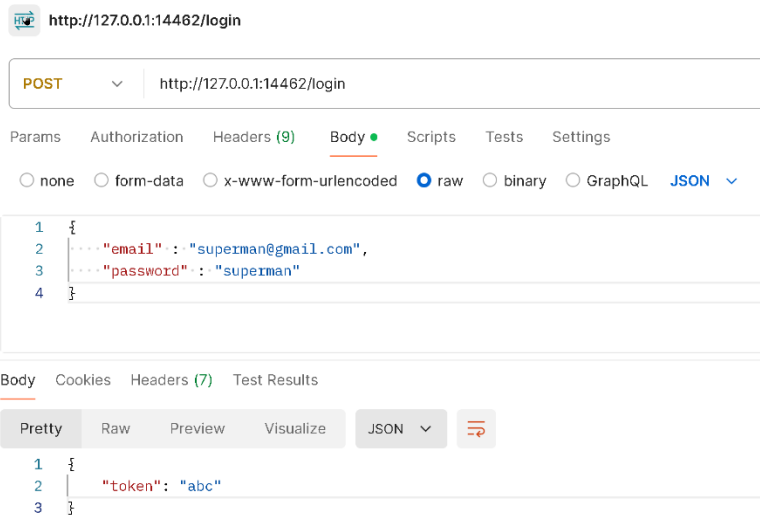 HTTP http://127.0.0.1:14462/login
POST http://127.0.0.1:14462/login
Params Authorization Headers (9) Body Scripts Tests Settings
none form-data x-www-form-urlencoded raw binary GraphQL JSON
1 {
2 "email" : "superman@gmail.com",
3 "password" : "superman"
4 }
Body Cookies Headers (7) Test Results
Pretty Raw Preview Visualize JSON
1 {
2 "token": "abc"
3 }